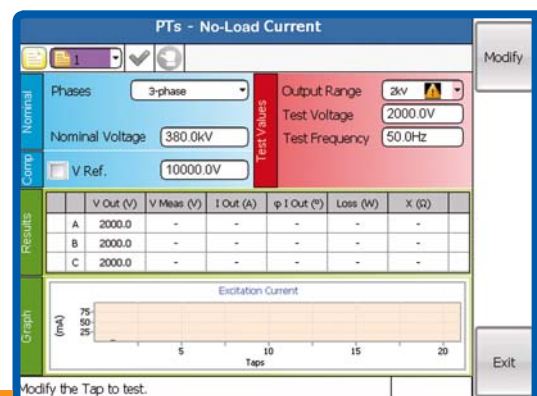 PTs - No-Load Current
1
Modify
Nominal
Phases 3-phase
Nominal Voltage 380.0kV
Test Values
Output Range 2kV
Test Voltage 2000.0V
Test Frequency 50.0Hz
Comp
V Ref. 10000.0V
Results
V Out (V) V Meas (V) I Out (A) φ I Out (º) Loss (W) X (Ω)
A 2000.0 - - - - -
B 2000.0 - - - - -
C 2000.0 - - - - -
Graph
Excitation Current
(mA)
75
50
25
5 10 15 20
Taps
Exit
Modify the Tap to test.